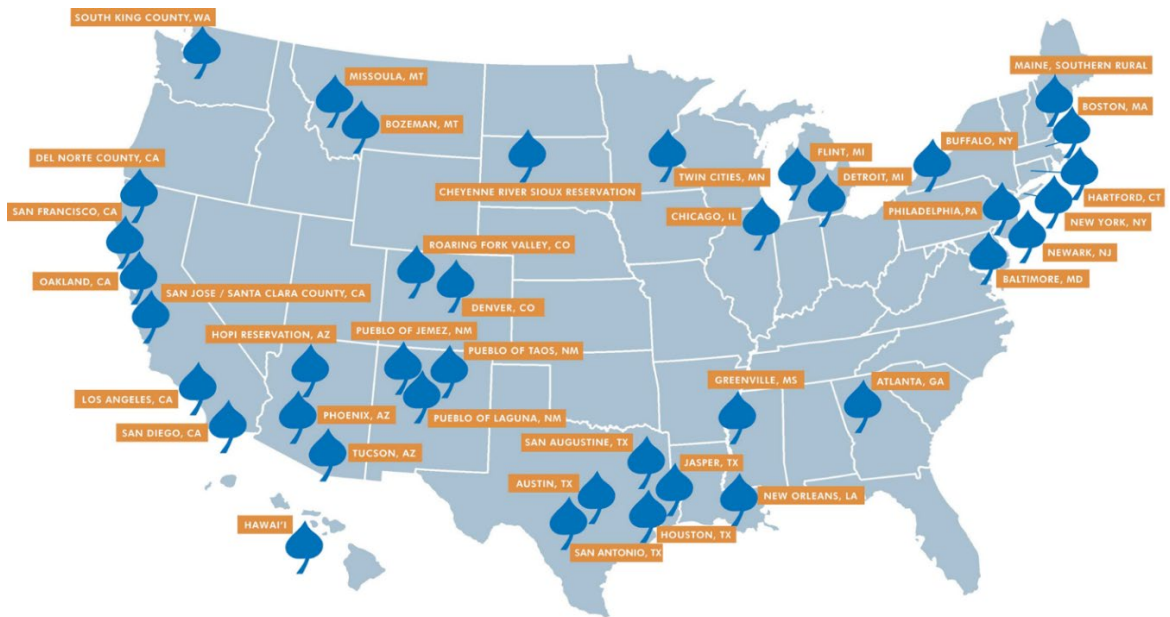 SOUTH KING COUNTY, WA
MISSOULA, MT
BOZEMAN, MT
MAINE, SOUTHERN RURAL
BOSTON, MA
BUFFALO, NY
FLINT, MI
DEL NORTE COUNTY, CA
TWIN CITIES, MN
DETROIT, MI
CHEYENNE RIVER SIOUX RESERVATION
HARTFORD, CT
SAN FRANCISCO, CA
PHILADELPHIA, PA
CHICAGO, IL
NEW YORK, NY
ROARING FORK VALLEY, CO
NEWARK, NJ
OAKLAND, CA
BALTIMORE, MD
SAN JOSE / SANTA CLARA COUNTY, CA
DENVER, CO
HOPI RESERVATION, AZ
PUEBLO OF JEMEZ, NM
PUEBLO OF TAOS, NM
GREENVILLE, MS
ATLANTA, GA
LOS ANGELES, CA
PHOENIX, AZ
PUEBLO OF LAGUNA, NM
SAN DIEGO, CA
SAN AUGUSTINE, TX
TUCSON, AZ
JASPER, TX
AUSTIN, TX
NEW ORLEANS, LA
HAWAI'I
HOUSTON, TX
SAN ANTONIO, TX